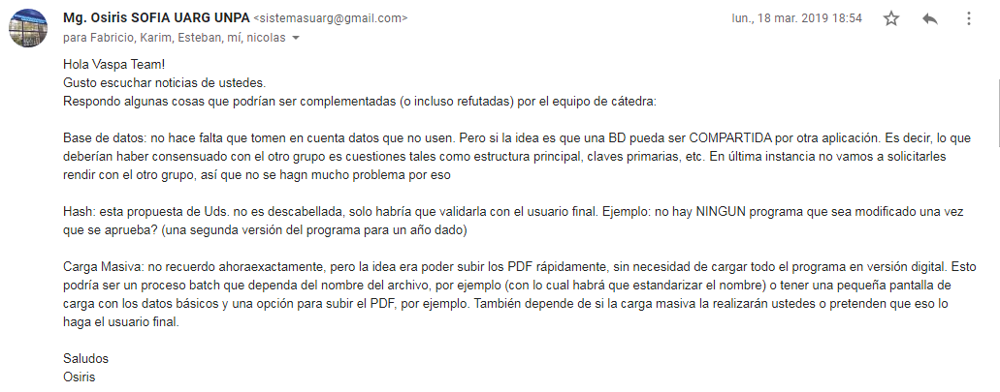 Mg. Osiris SOFIA UARG UNPA <sistemasuarg@gmail.com>
lun., 18 mar. 2019 18:54
para Fabricio, Karim, Esteban, mí, nicolas
Hola Vaspa Team!
Gusto escuchar noticias de ustedes.
Respondo algunas cosas que podrían ser complementadas (o incluso refutadas) por el equipo de cátedra:
Base de datos: no hace falta que tomen en cuenta datos que no usen. Pero si la idea es que una BD pueda ser COMPARTIDA por otra aplicación. Es decir, lo que
deberían haber consensuado con el otro grupo es cuestiones tales como estructura principal, claves primarias, etc. En última instancia no vamos a solicitarles
rendir con el otro grupo, así que no se hagn mucho problema por eso
Hash: esta propuesta de Uds. no es descabellada, solo habría que validarla con el usuario final. Ejemplo: no hay NINGUN programa que sea modificado una vez
que se aprueba? (una segunda versión del programa para un año dado)
Carga Masiva: no recuerdo ahoraexactamente, pero la idea era poder subir los PDF rápidamente, sin necesidad de cargar todo el programa en versión digital. Esto
podría ser un proceso batch que dependa del nombre del archivo, por ejemplo (con lo cual habrá que estandarizar el nombre) o tener una pequeña pantalla de
carga con los datos básicos y una opción para subir el PDF, por ejemplo. También depende de si la carga masiva la realizarán ustedes o pretenden que eso lo
haga el usuario final.
Saludos
Osiris